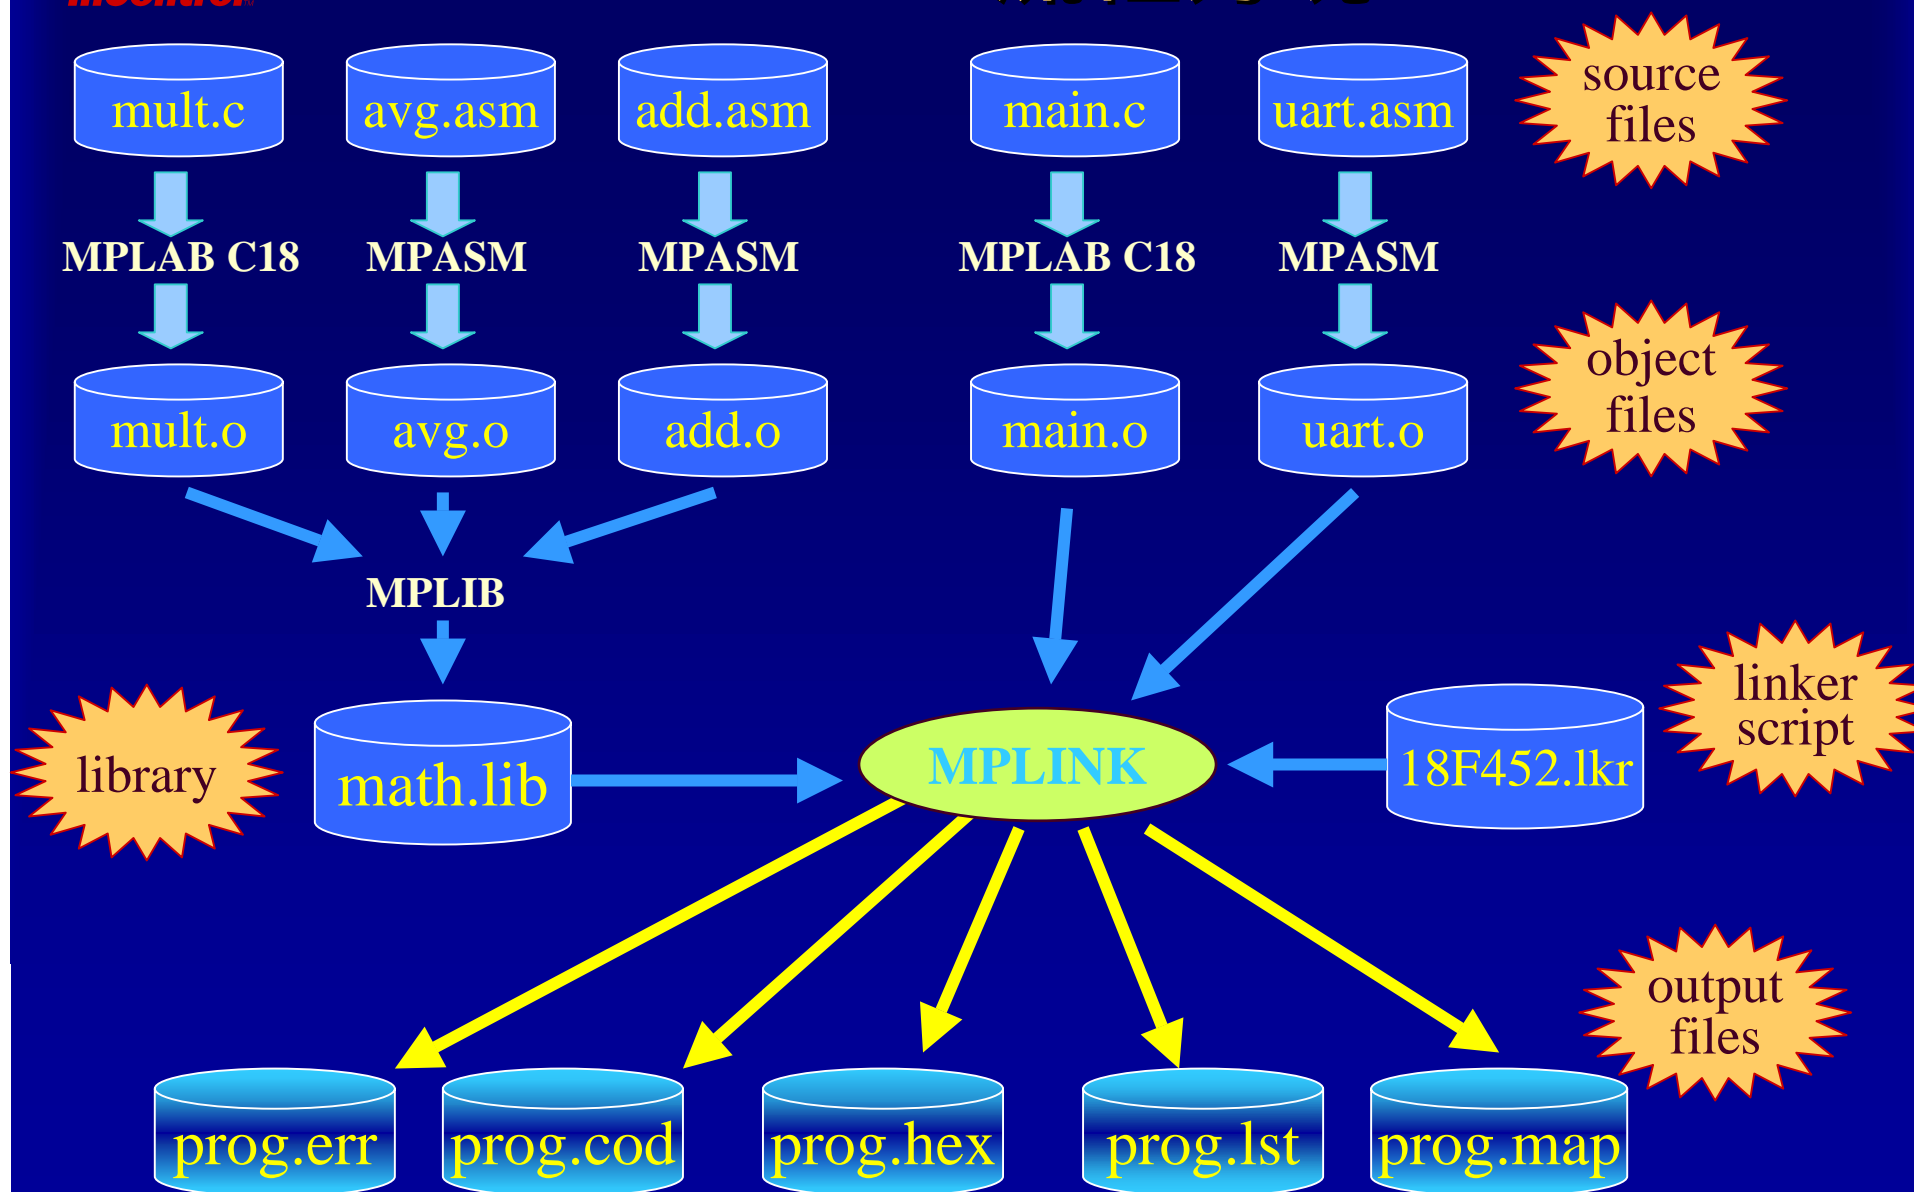 mult.c
avg.asm
add.asm
main.c
uart.asm
source
files
MPLAB C18
MPASM
MPASM
MPLAB C18
MPASM
mult.o
avg.o
add.o
main.o
uart.o
object
files
MPLIB
library
math.lib
MPLINK
18F452.lkr
linker
script
output
files
prog.err
prog.cod
prog.hex
prog.lst
prog.map